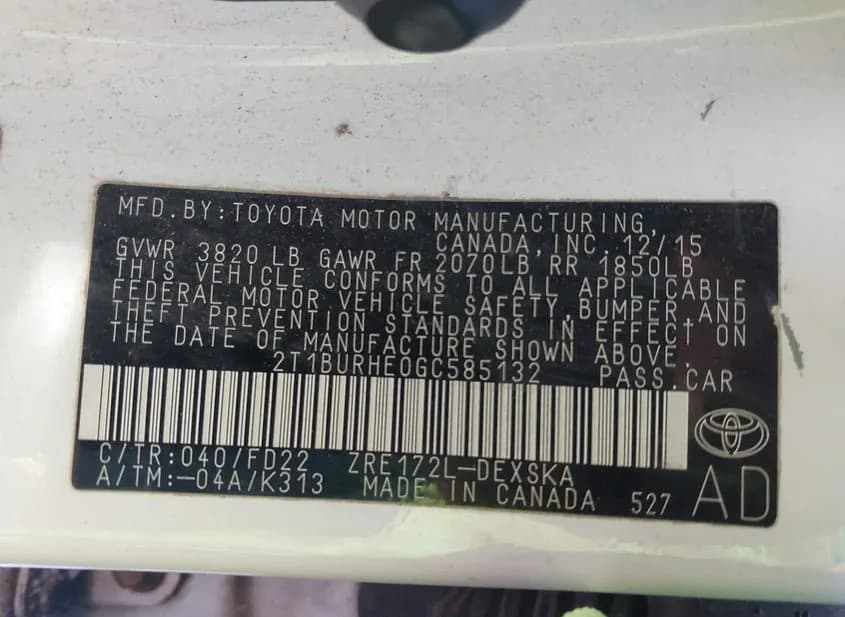 MFD.BY:TOYOTA MOTOR MANUFACTURING,
CANADA,INC.12/15
GVWR 3820 LB GAWR FR 2070LB RR 1850LB
THIS VEHICLE CONFORMS TO ALL APPLICABLE
FEDERAL MOTOR VEHICLE SAFETY,BUMPER,AND
THEFT PREVENTION STANDARDS IN EFFECT ON
THE DATE OF MANUFACTURE SHOWN ABOVE.
2T1BURHE0GC585132 PASS.CAR
C/TR:040/FD22 ZRE172L-DEXSKA
A/TM:-04A/K313 MADE IN CANADA 527 AD